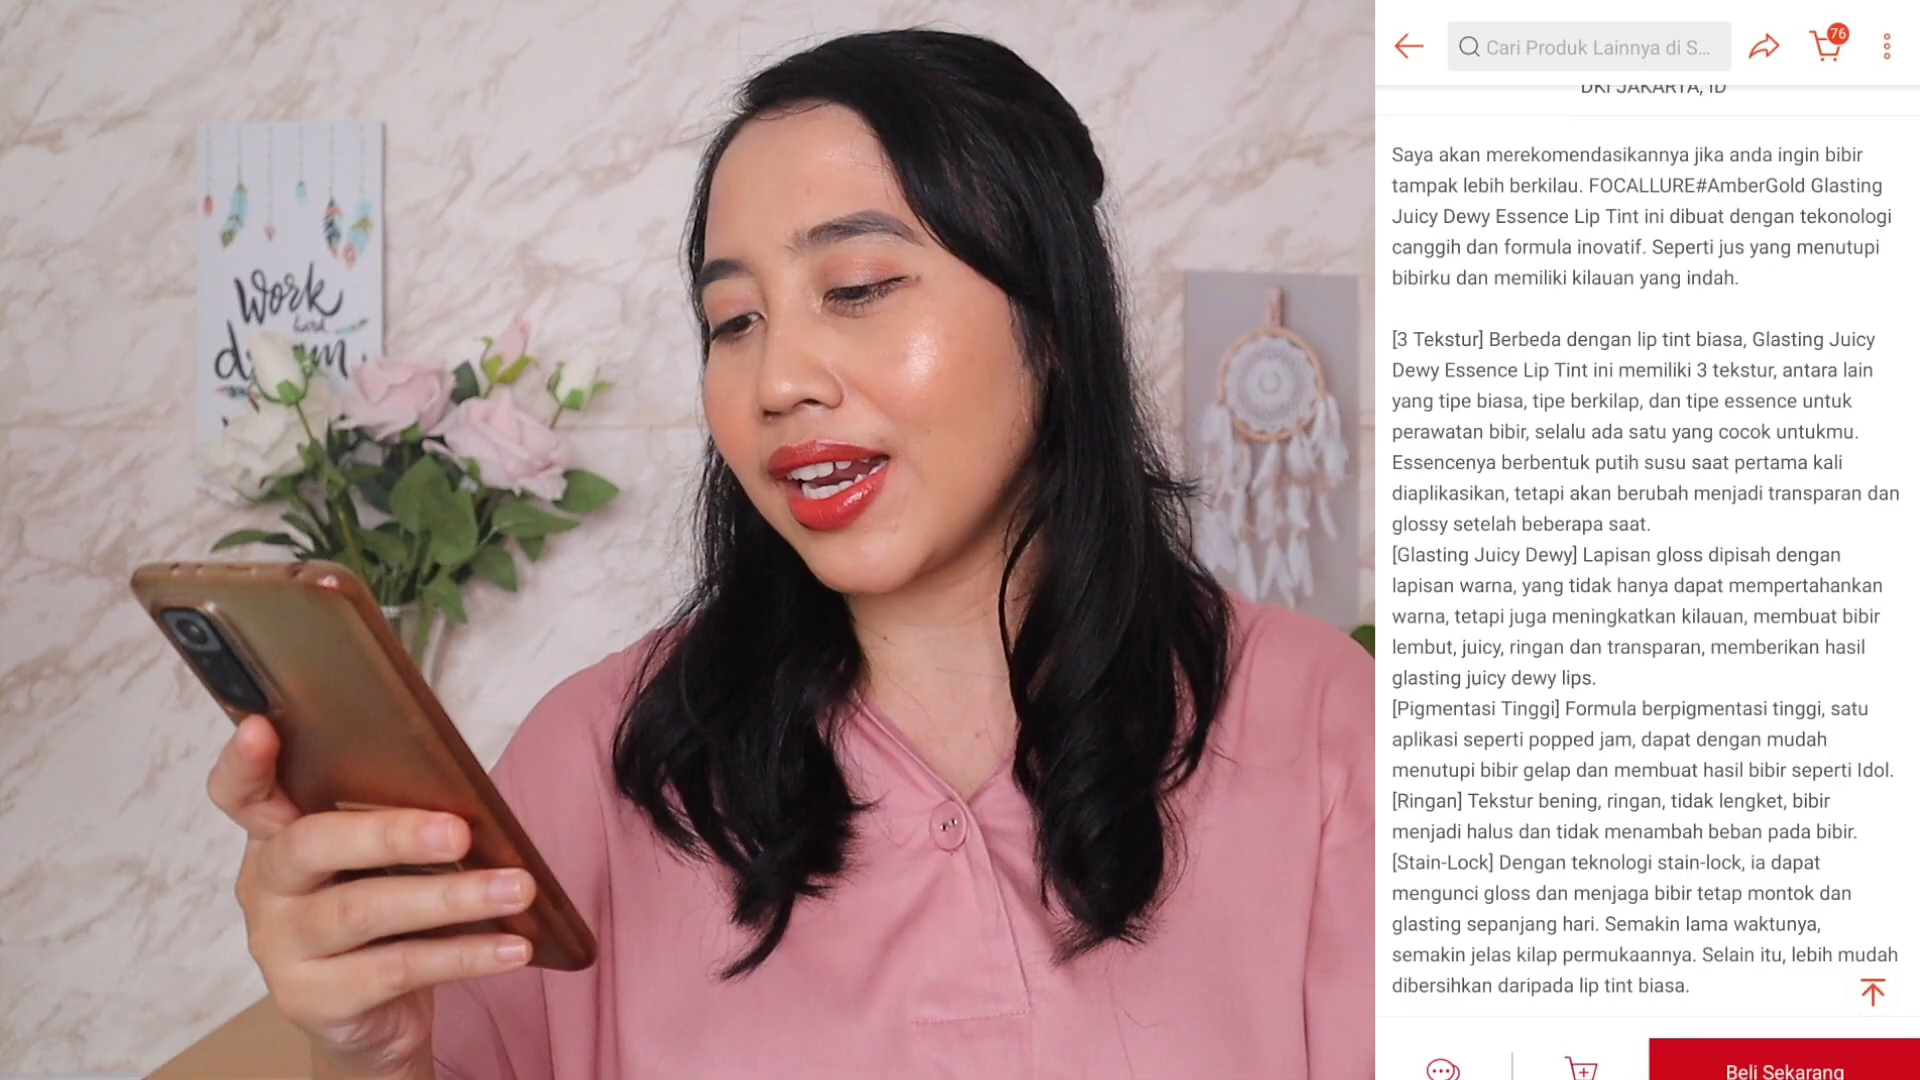 Work
hard
dream
Cari Produk Lainnya di S...
76
DKI JAKARTA, ID
Saya akan merekomendasikannya jika anda ingin bibir
tampak lebih berkilau. FOCALLURE#AmberGold Glasting
Juicy Dewy Essence Lip Tint ini dibuat dengan tekonologi
canggih dan formula inovatif. Seperti jus yang menutupi
bibirku dan memiliki kilauan yang indah.
[3 Tekstur] Berbeda dengan lip tint biasa, Glasting Juicy
Dewy Essence Lip Tint ini memiliki 3 tekstur, antara lain
yang tipe biasa, tipe berkilap, dan tipe essence untuk
perawatan bibir, selalu ada satu yang cocok untukmu.
Essencenya berbentuk putih susu saat pertama kali
diaplikasikan, tetapi akan berubah menjadi transparan dan
glossy setelah beberapa saat.
[Glasting Juicy Dewy] Lapisan gloss dipisah dengan
lapisan warna, yang tidak hanya dapat mempertahankan
warna, tetapi juga meningkatkan kilauan, membuat bibir
lembut, juicy, ringan dan transparan, memberikan hasil
glasting juicy dewy lips.
[Pigmentasi Tinggi] Formula berpigmentasi tinggi, satu
aplikasi seperti popped jam, dapat dengan mudah
menutupi bibir gelap dan membuat hasil bibir seperti Idol.
[Ringan] Tekstur bening, ringan, tidak lengket, bibir
menjadi halus dan tidak menambah beban pada bibir.
[Stain-Lock] Dengan teknologi stain-lock, ia dapat
mengunci gloss dan menjaga bibir tetap montok dan
glasting sepanjang hari. Semakin lama waktunya,
semakin jelas kilap permukaannya. Selain itu, lebih mudah
dibersihkan daripada lip tint biasa.
Beli Sekarang